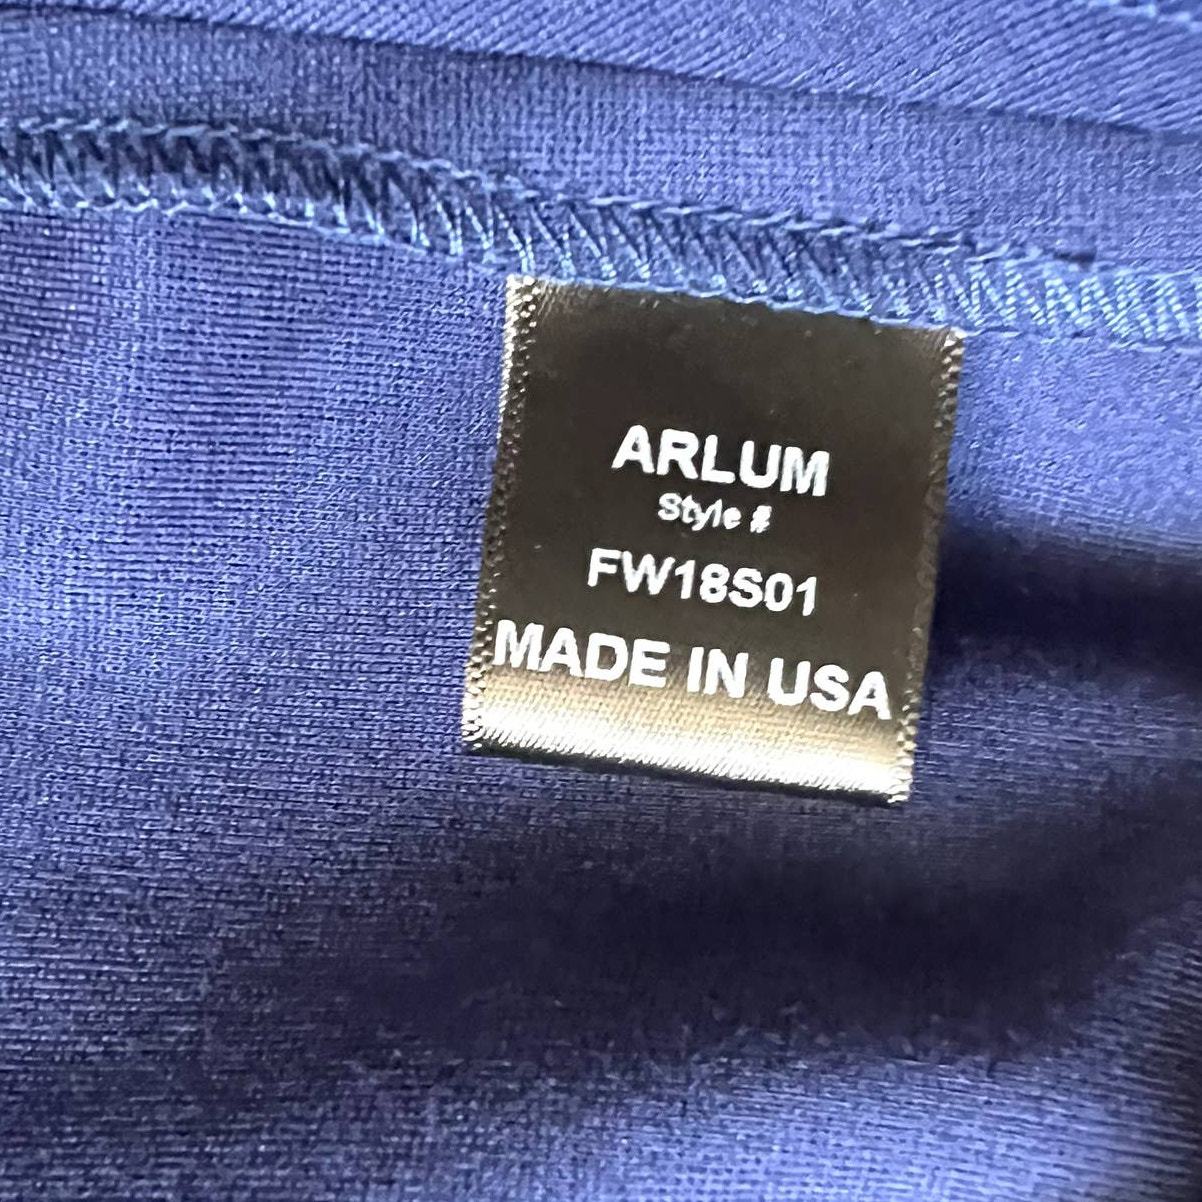 ARLUM
Style #
FW18S01
MADE IN USA